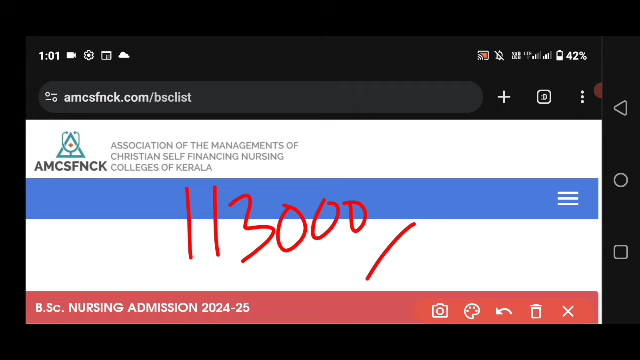 1:01 42%
amcsfnck.com/bsclist :D
AMCSFNCK
ASSOCIATION OF THE MANAGEMENTS OF
CHRISTIAN SELF FINANCING NURSING
COLLEGES OF KERALA
113000/
B.Sc. NURSING ADMISSION 2024-25